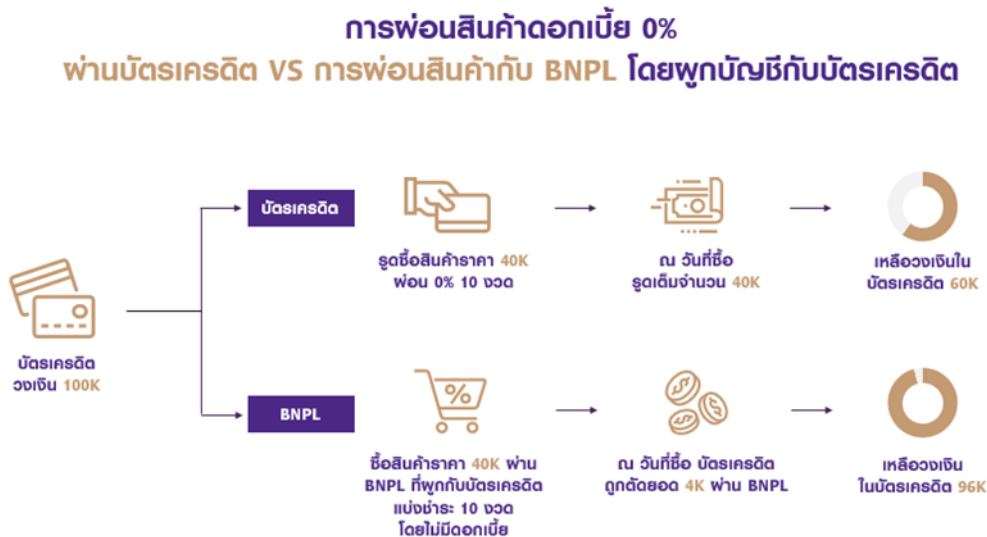 การผ่อนสินค้าดอกเบี้ย 0%
ผ่านบัตรเครดิต VS การผ่อนสินค้ากับ BNPL โดยผูกบัญชีกับบัตรเครดิต
บัตรเครดิต
วงเงิน 100K
บัตรเครดิต
รูดซื้อสินค้าราคา 40K
ผ่อน 0% 10 งวด
ณ วันที่ซื้อ
รูดเต็มจำนวน 40K
เหลือวงเงินใน
บัตรเครดิต 60K
BNPL
%
ซื้อสินค้าราคา 40K ผ่าน
BNPL ที่ผูกกับบัตรเครดิต
แบ่งชำระ 10 งวด
โดยไม่มีดอกเบี้ย
ณ วันที่ซื้อ บัตรเครดิต
ถูกตัดยอด 4K ผ่าน BNPL
เหลือวงเงิน
ในบัตรเครดิต 96K